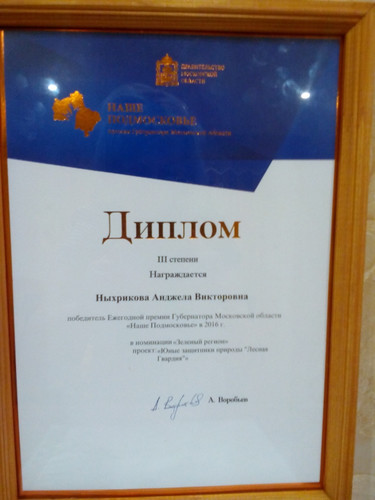 ПРАВИТЕЛЬСТВО
МОСКОВСКОЙ
ОБЛАСТИ
НАШЕ
ПОДМОСКОВЬЕ
премия Губернатора Московской области
Диплом
III степени
Награждается
Ныхрикова Анджела Викторовна
победитель Ежегодной премии Губернатора Московской области
«Наше Подмосковье» в 2016 г.
в номинации «Зеленый регион»
проект: «Юные защитники природы "Лесная
Гвардия"»
А. Воробьев